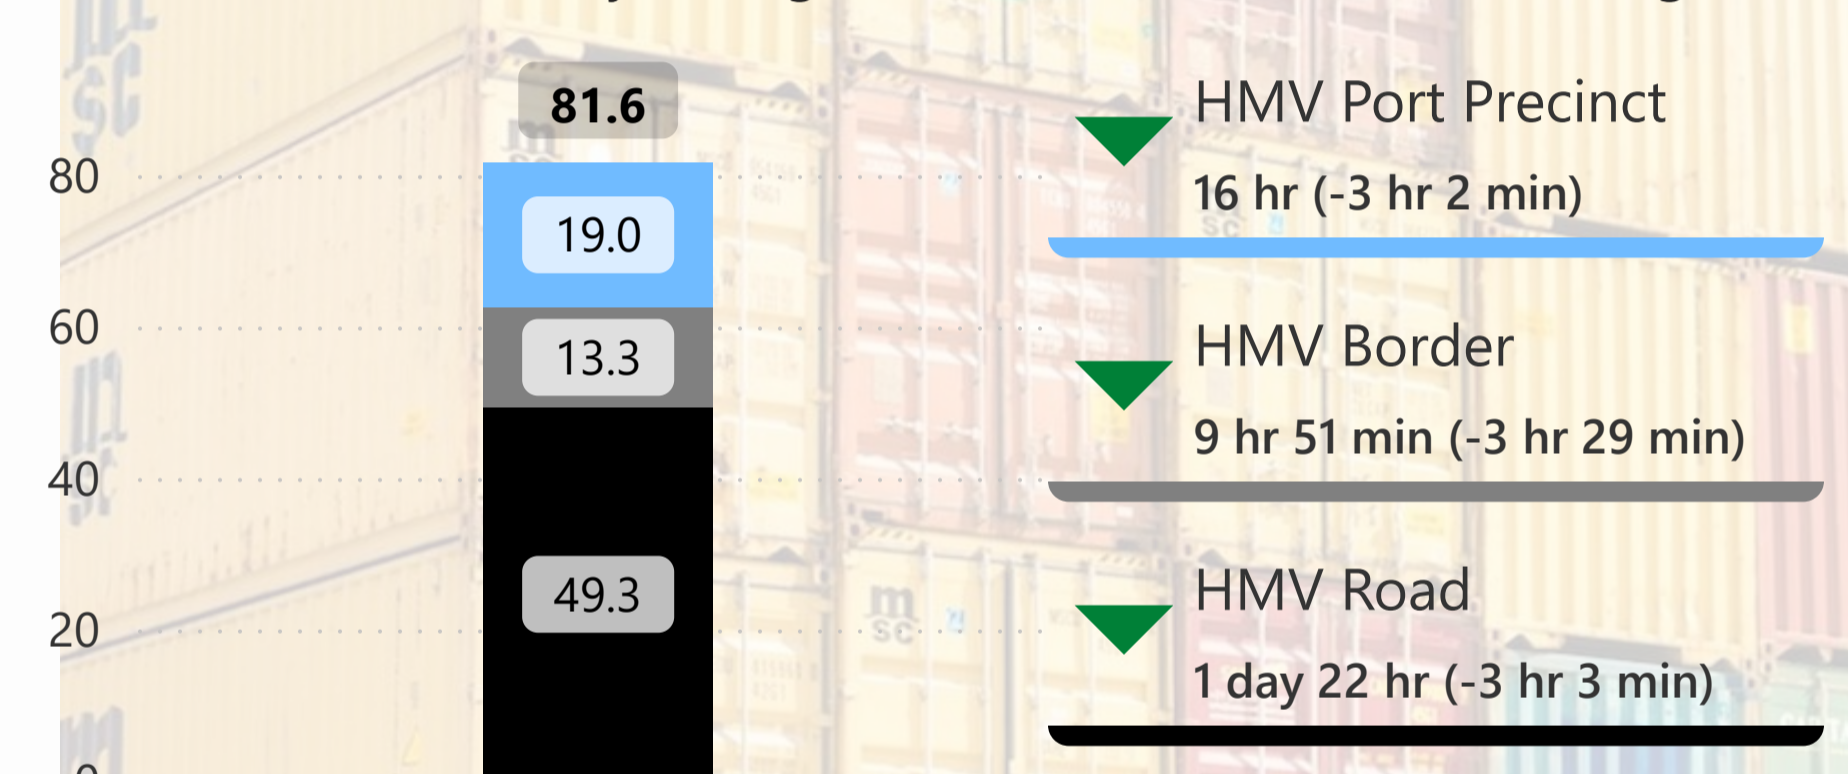 81.6
80
60
40
20
19.0
13.3
49.3
HMV Port Precinct
16 hr (-3 hr 2 min)
HMV Border
9 hr 51 min (-3 hr 29 min)
HMV Road
1 day 22 hr (-3 hr 3 min)
m
sc
m
sc